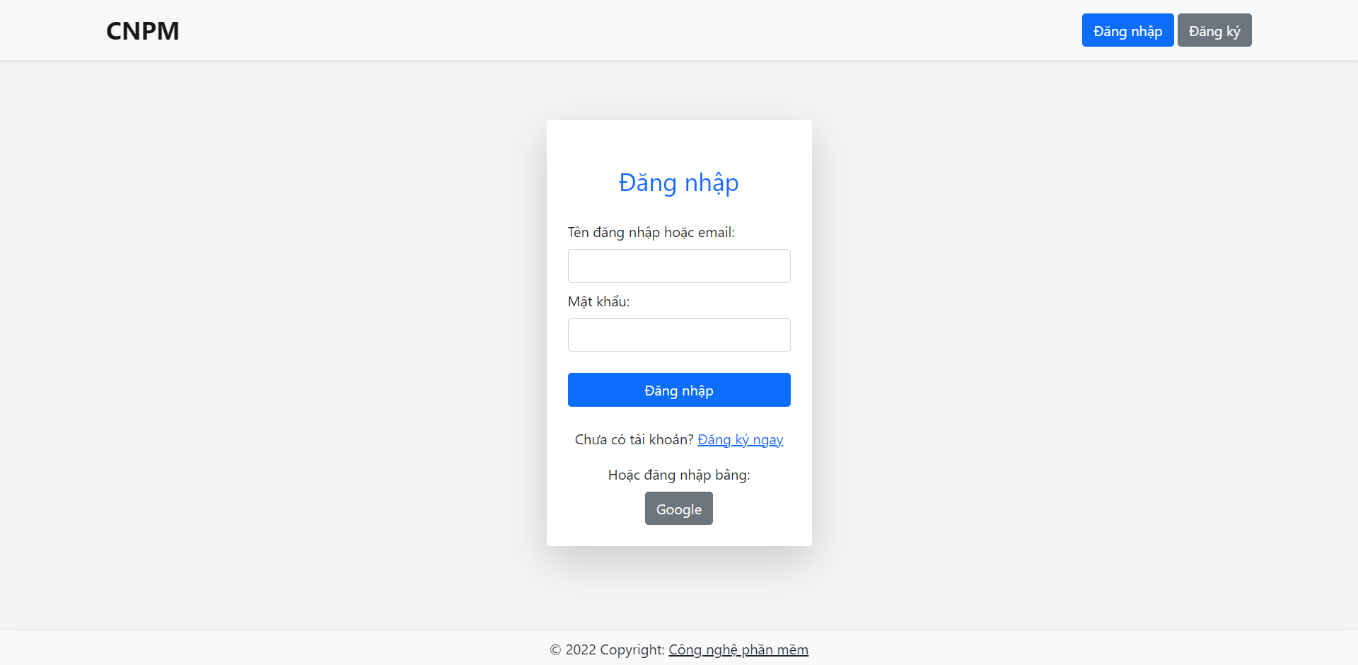 CNPM
Đăng nhập
Đăng ký
Đăng nhập
Tên đăng nhập hoặc email:
Mật khẩu:
Đăng nhập
Chưa có tài khoản? Đăng ký ngay
Hoặc đăng nhập bằng:
Google
© 2022 Copyright: Công nghệ phần mềm